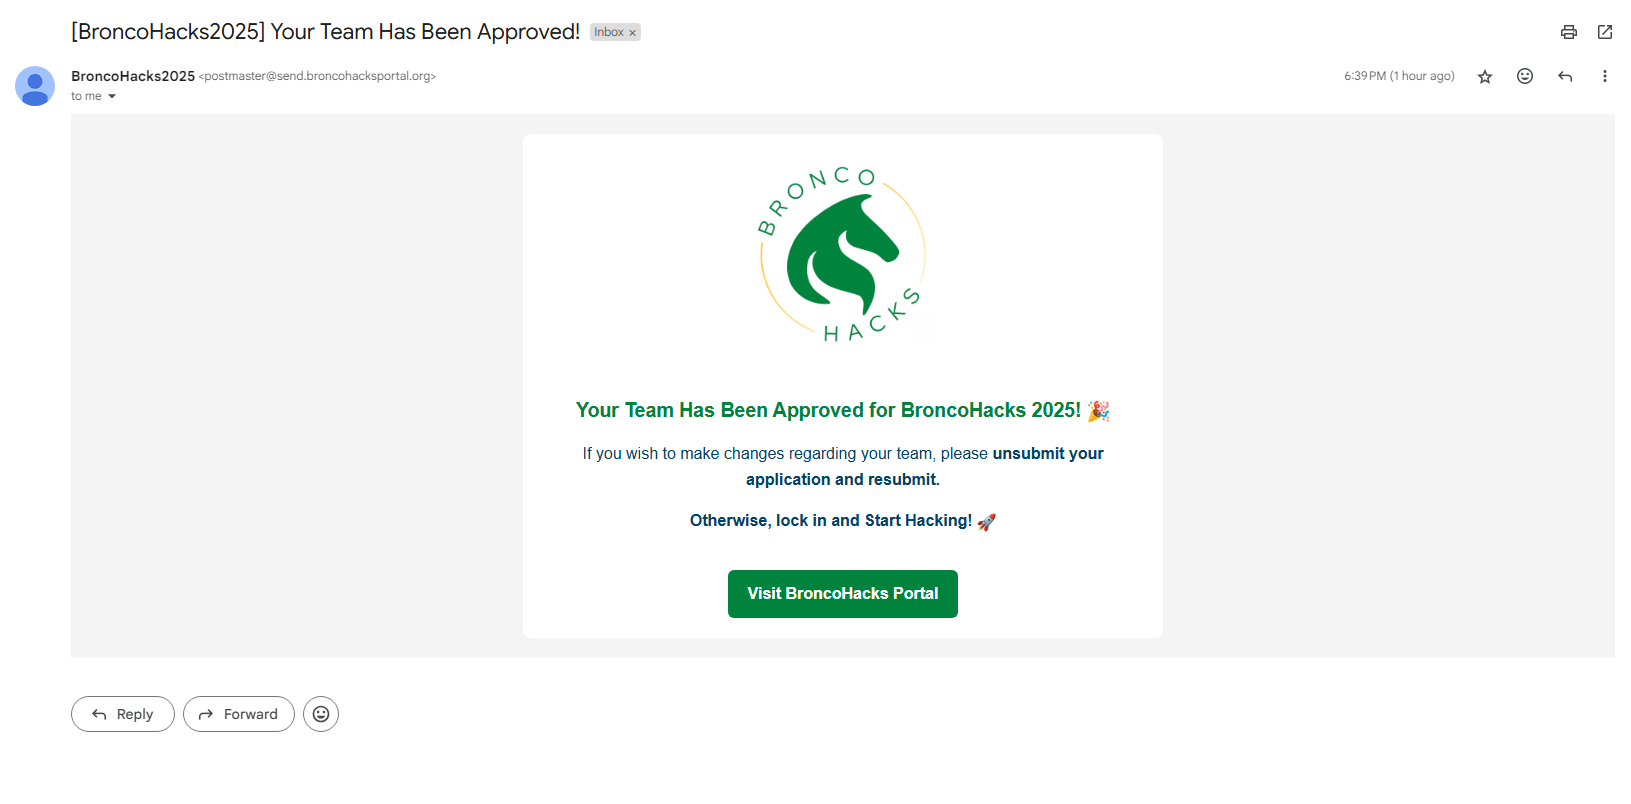 [BroncoHacks2025] Your Team Has Been Approved! Inbox ×
BroncoHacks2025 <postmaster@send.broncohacksportal.org> 6:39 PM (1 hour ago)
to me
BRONCO
HACKS
Your Team Has Been Approved for BroncoHacks 2025! 🎉
If you wish to make changes regarding your team, please unsubmit your
application and resubmit.
Otherwise, lock in and Start Hacking! 🚀
Visit BroncoHacks Portal
Reply Forward